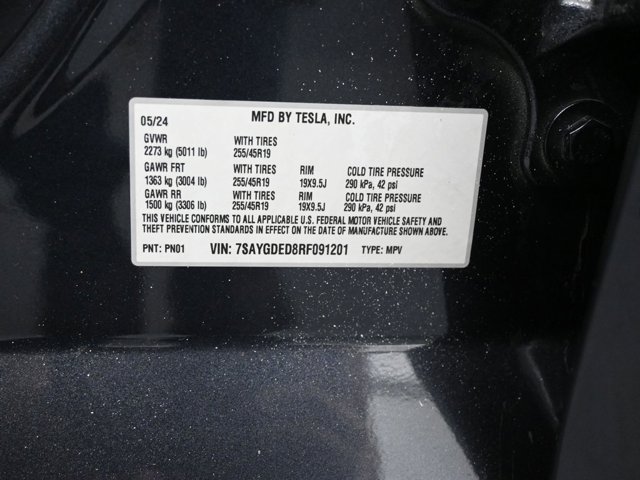 05/24 MFD BY TESLA, INC.
GVWR WITH TIRES
2273 kg (5011 lb) 255/45R19
GAWR FRT WITH TIRES RIM COLD TIRE PRESSURE
1363 kg (3004 lb) 255/45R19 19X9.5J 290 kPa, 42 psi
GAWR RR WITH TIRES RIM COLD TIRE PRESSURE
1500 kg (3306 lb) 255/45R19 19X9.5J 290 kPa, 42 psi
THIS VEHICLE CONFORMS TO ALL APPLICABLE U.S. FEDERAL MOTOR VEHICLE SAFETY AND
THEFT PREVENTION STANDARDS IN EFFECT ON THE DATE OF MANUFACTURE SHOWN ABOVE.
PNT: PN01 VIN: 7SAYGDED8RF091201 TYPE: MPV